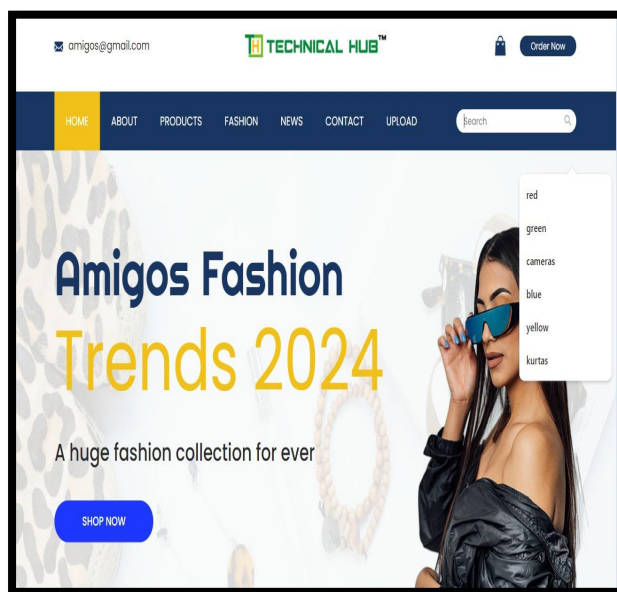 amigos@gmail.com
TH TECHNICAL HUB™
Order Now
HOME ABOUT PRODUCTS FASHION NEWS CONTACT UPLOAD
Search
red
green
cameras
blue
yellow
kurtas
Amigos Fashion
Trends 2024
A huge fashion collection for ever
SHOP NOW